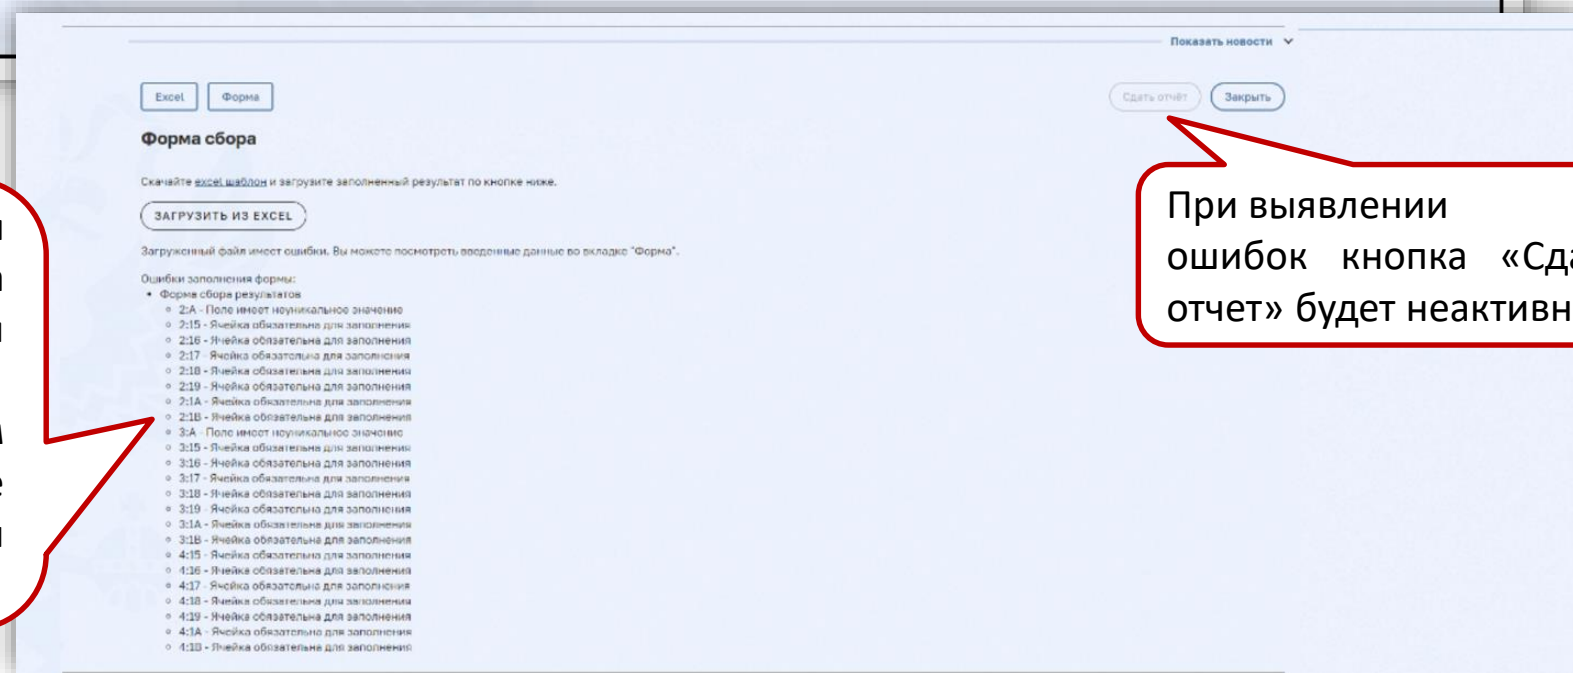 Показать новости
Excel
Форма
Сдать отчёт
Закрыть
Форма сбора
Скачайте excel шаблон и загрузите заполненный результат по кнопке ниже.
ЗАГРУЗИТЬ ИЗ EXCEL
Загруженный файл имеет ошибки. Вы можете посмотреть введенные данные во вкладке "Форма".
Ошибки заполнения формы:
Форма сбора результатов
2:A - Поле имеет неуникальное значение
2:15 - Ячейка обязательна для заполнения
2:16 - Ячейка обязательна для заполнения
2:17 - Ячейка обязательна для заполнения
2:18 - Ячейка обязательна для заполнения
2:19 - Ячейка обязательна для заполнения
2:1A - Ячейка обязательна для заполнения
2:1B - Ячейка обязательна для заполнения
3:A - Поле имеет неуникальное значение
3:15 - Ячейка обязательна для заполнения
3:16 - Ячейка обязательна для заполнения
3:17 - Ячейка обязательна для заполнения
3:18 - Ячейка обязательна для заполнения
3:19 - Ячейка обязательна для заполнения
3:1A - Ячейка обязательна для заполнения
3:1B - Ячейка обязательна для заполнения
4:15 - Ячейка обязательна для заполнения
4:16 - Ячейка обязательна для заполнения
4:17 - Ячейка обязательна для заполнения
4:18 - Ячейка обязательна для заполнения
4:19 - Ячейка обязательна для заполнения
4:1A - Ячейка обязательна для заполнения
4:1B - Ячейка обязательна для заполнения
При выявлении
ошибок кнопка «Сда
отчет» будет неактивн